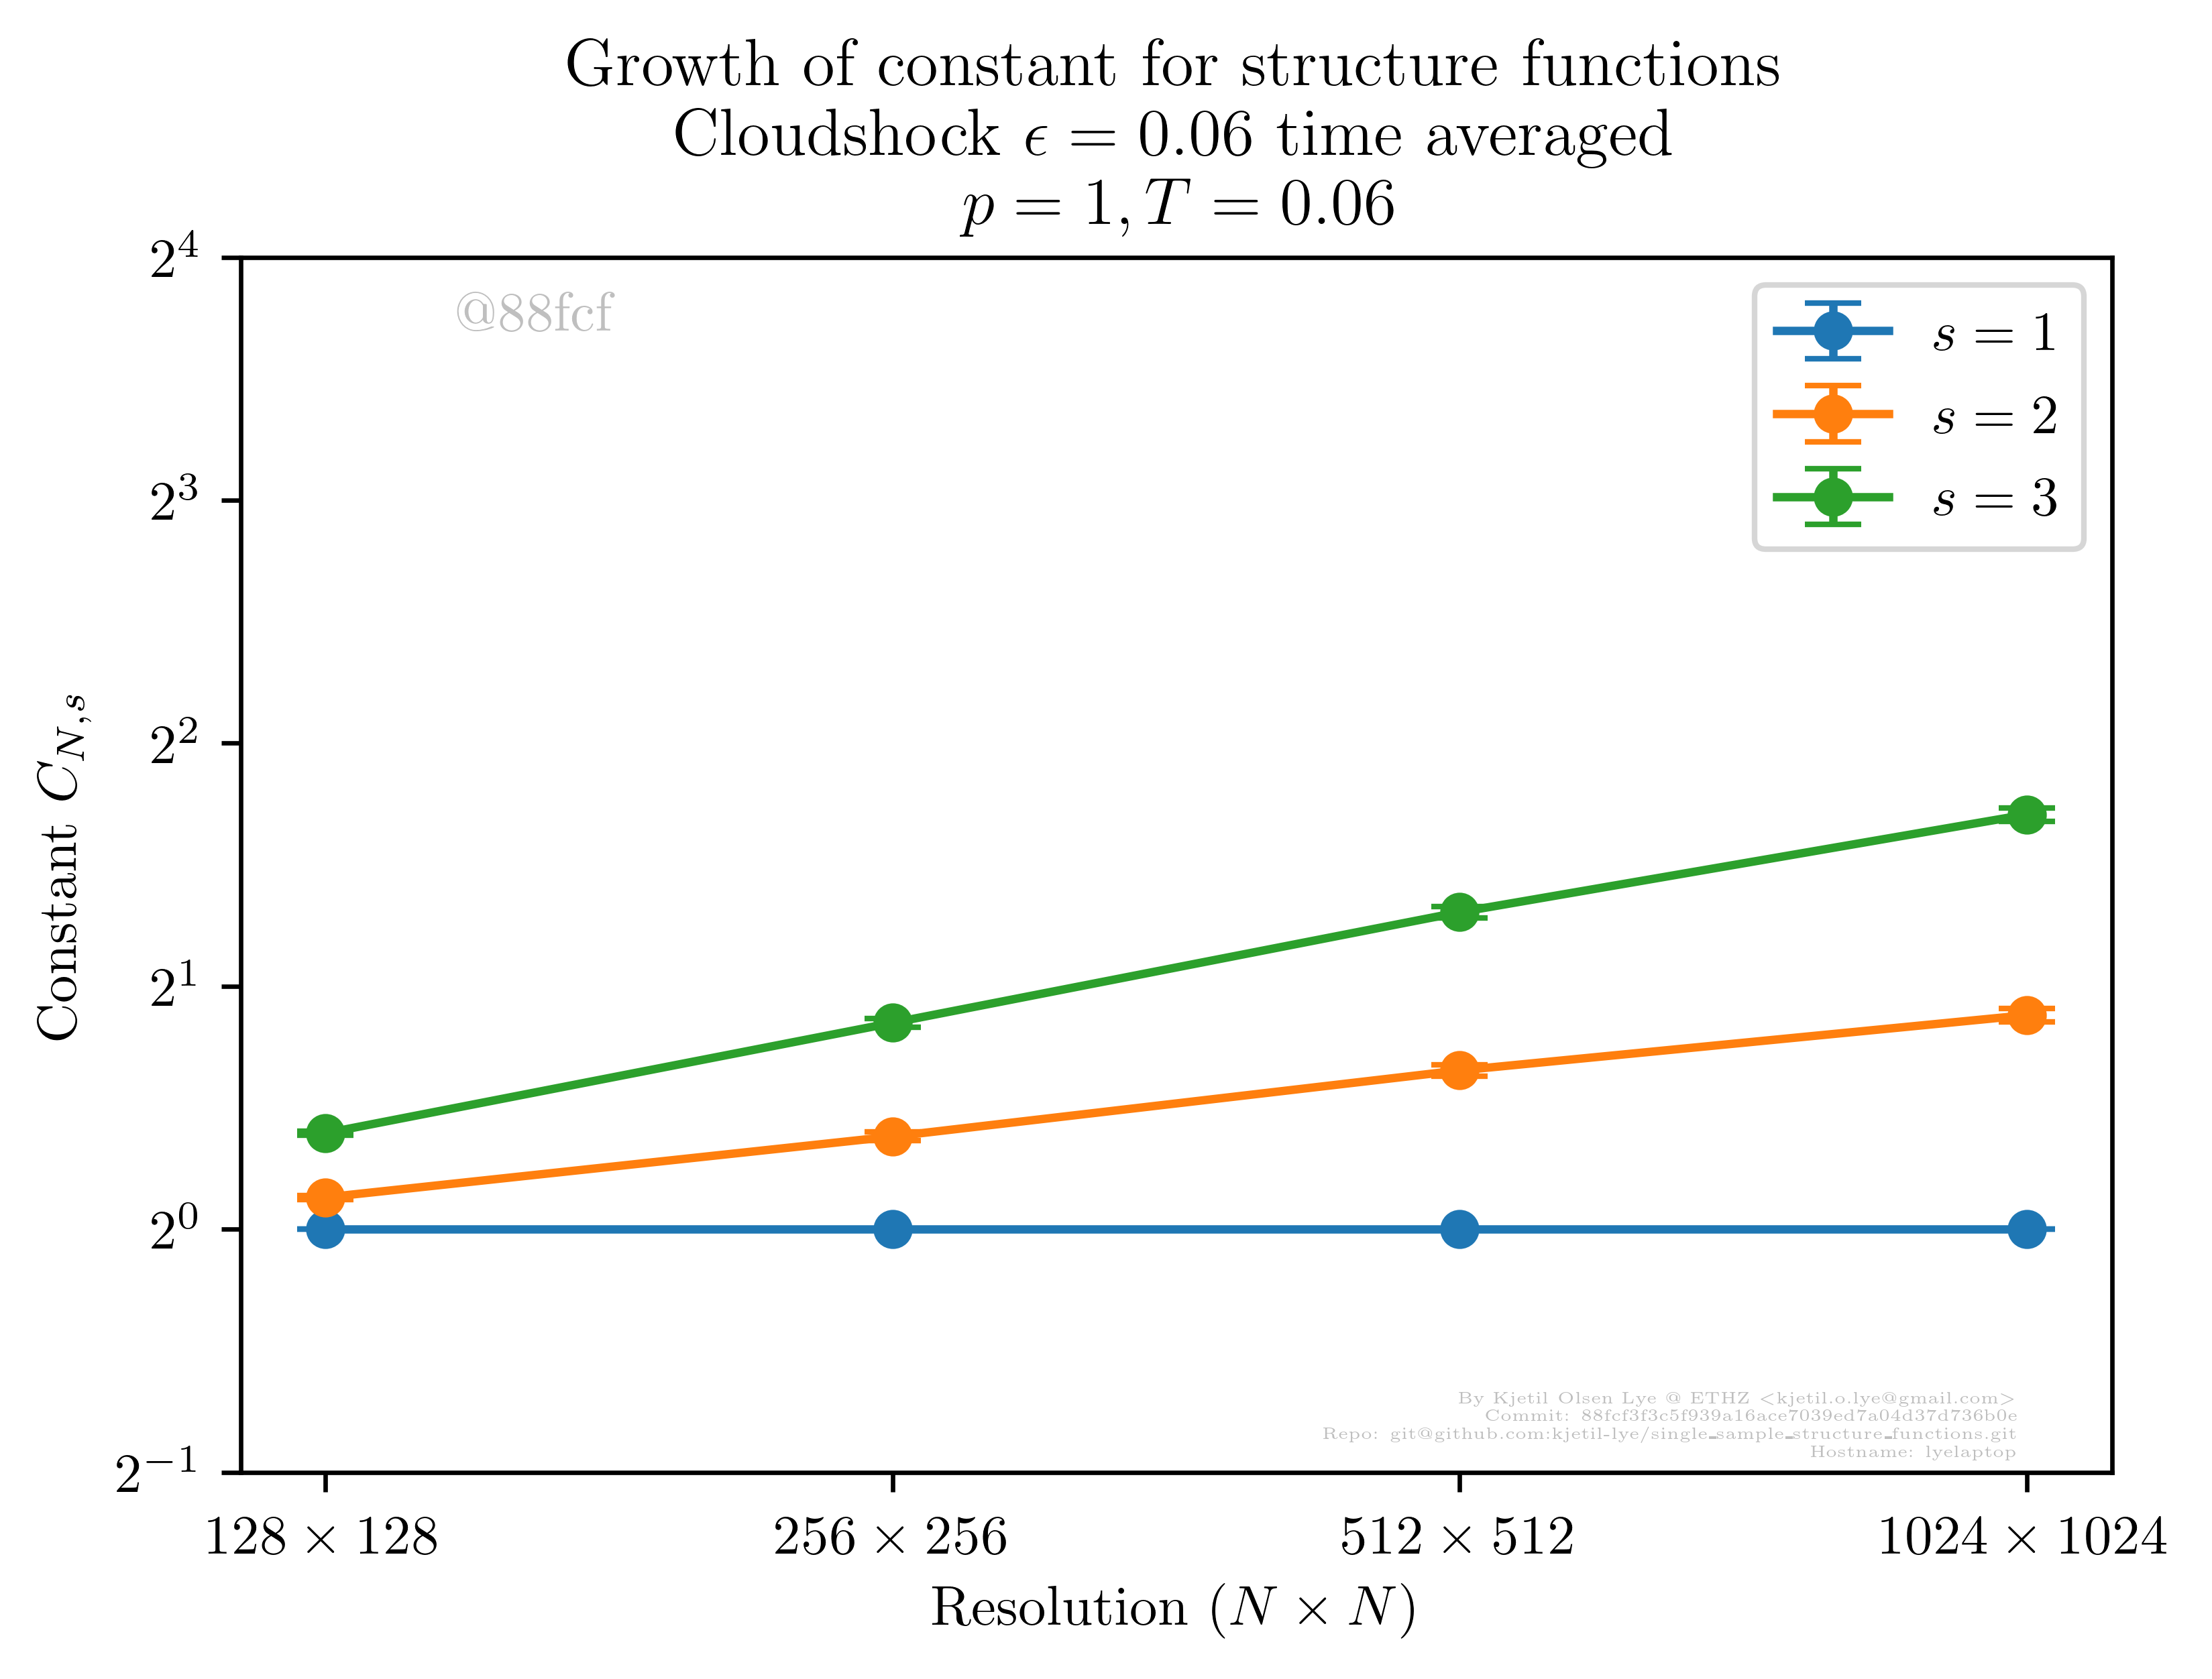 Growth of constant for structure functions
Cloudshock ϵ = 0.06 time averaged
p = 1, T = 0.06
@88fcf
s = 1
s = 2
s = 3
2^4
2^3
2^2
2^1
2^0
2^{-1}
Constant C_{N,s}
By Kjetil Olsen Lye @ ETHZ <kjetil.o.lye@gmail.com>
Commit: 88fcf3f3c5f939a16ace7039ed7a04d37d736b0e
Repo: git@github.com:kjetil-lye/single_sample_structure_functions.git
Hostname: lyelaptop
128 × 128
256 × 256
512 × 512
1024 × 1024
Resolution (N × N)